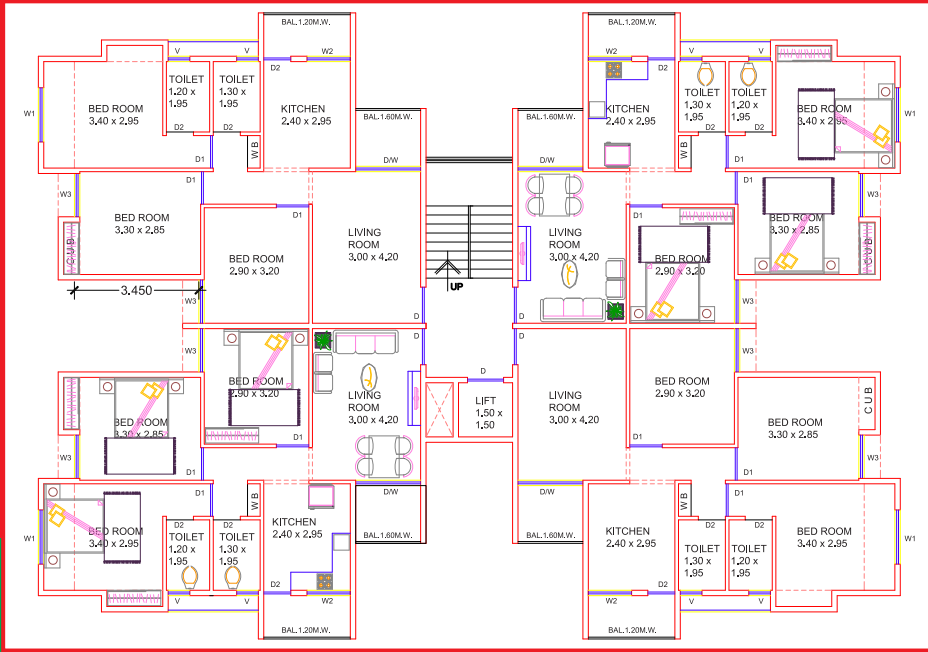 BAL.1.20M.W.
BAL.1.20M.W.
V
V
W2
W2
V
V
D2
D2
TOILET
1.20 x
1.95
TOILET
1.30 x
1.95
TOILET
1.30 x
1.95
TOILET
1.20 x
1.95
BED ROOM
3.40 x 2.95
KITCHEN
2.40 x 2.95
KITCHEN
2.40 x 2.95
BED ROOM
3.40 x 2.95
W1
W1
BAL.1.60M.W.
BAL.1.60M.W.
D2
D2
D2
D2
W B
W B
D1
D/W
D/W
D1
D1
D1
W3
W3
BED ROOM
3.30 x 2.85
BED ROOM
3.30 x 2.85
D1
D1
LIVING
ROOM
3.00 x 4.20
LIVING
ROOM
3.00 x 4.20
CUB
CUB
BED ROOM
2.90 x 3.20
BED ROOM
2.90 x 3.20
3.450
UP
W3
W3
D
D
D
D
W3
W3
D
BED ROOM
2.90 x 3.20
BED ROOM
2.90 x 3.20
LIVING
ROOM
3.00 x 4.20
LIFT
1.50 x
1.50
LIVING
ROOM
3.00 x 4.20
CUB
BED ROOM
3.30 x 2.85
BED ROOM
3.30 x 2.85
D1
D1
W3
W3
D1
D1
D1
D1
D/W
D/W
W B
W B
BED ROOM
3.40 x 2.95
D2
D2
KITCHEN
2.40 x 2.95
KITCHEN
2.40 x 2.95
D2
D2
BED ROOM
3.40 x 2.95
W1
W1
BAL.1.60M.W.
BAL.1.60M.W.
TOILET
1.20 x
1.95
TOILET
1.30 x
1.95
TOILET
1.30 x
1.95
TOILET
1.20 x
1.95
D2
D2
V
V
W2
W2
V
V
BAL.1.20M.W.
BAL.1.20M.W.